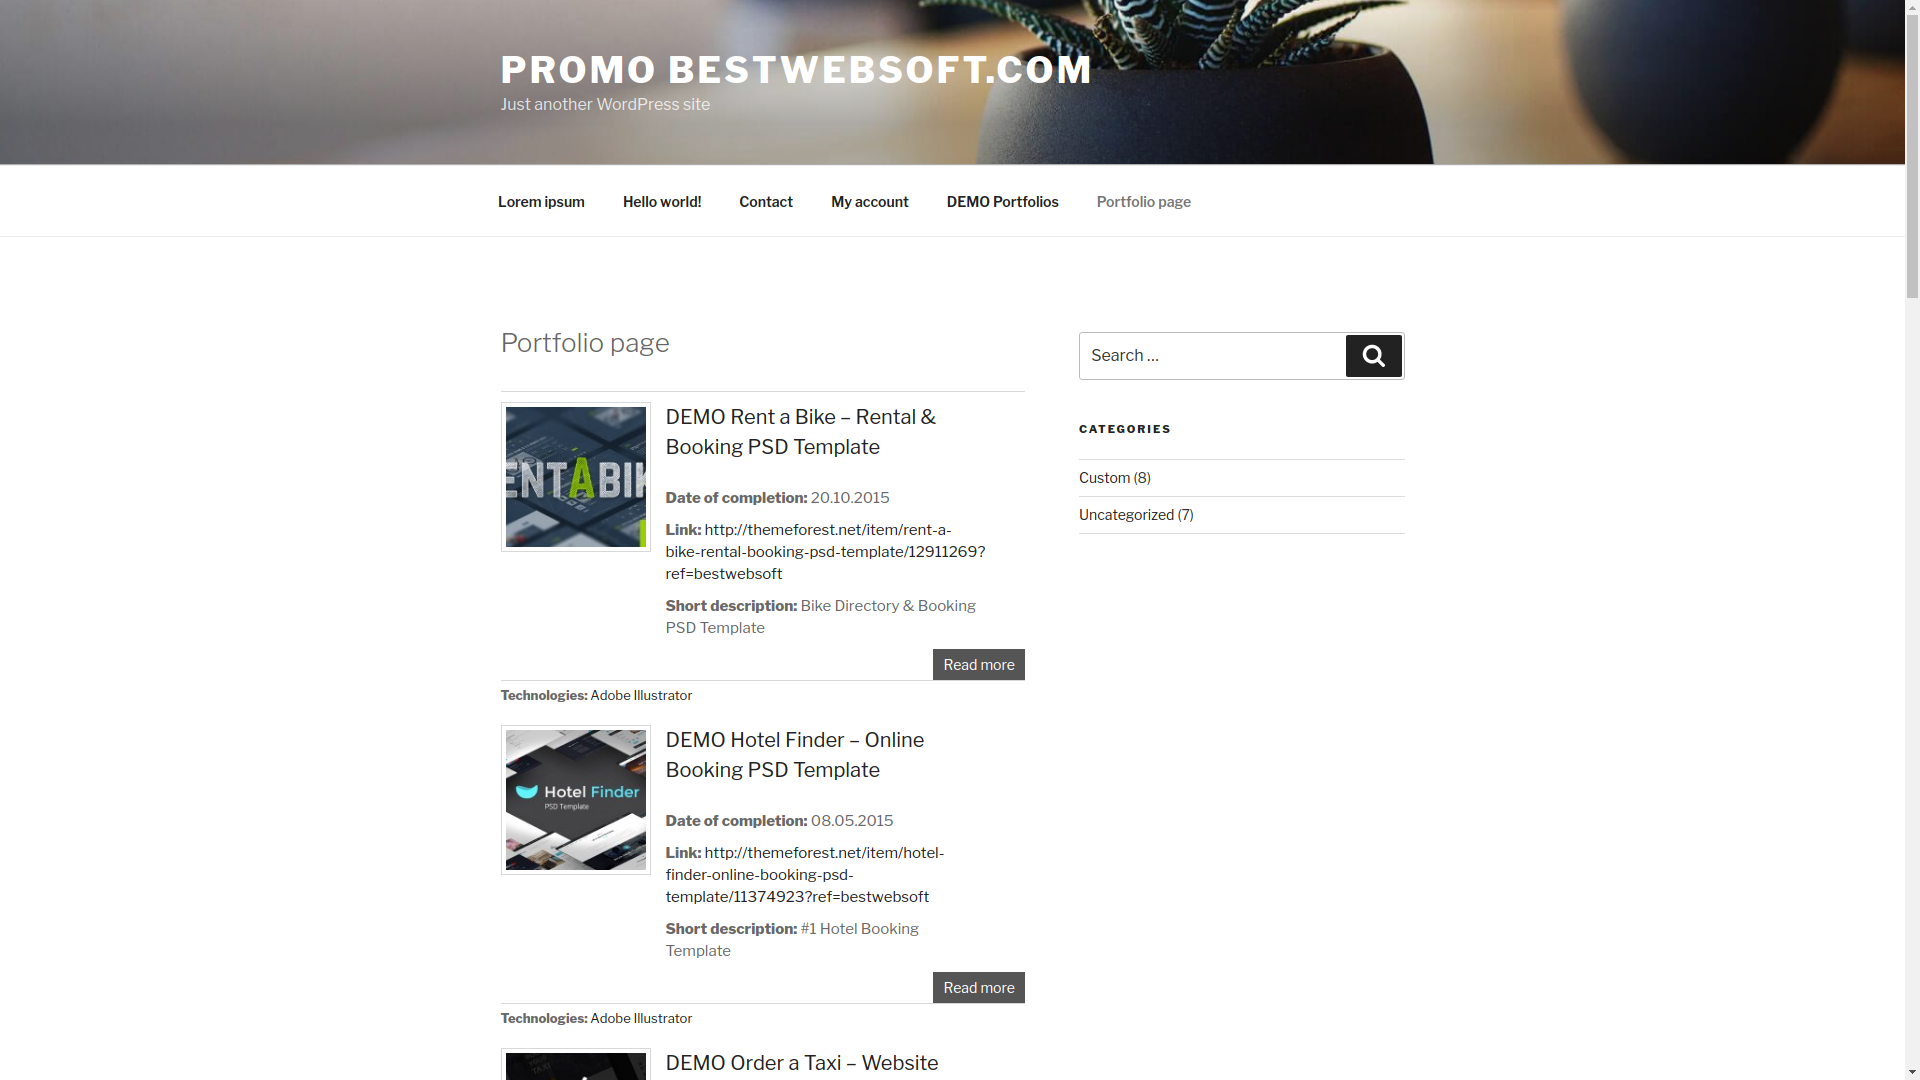 PROMO BESTWEBSOFT.COM
Just another WordPress site
Lorem ipsum
Hello world!
Contact
My account
DEMO Portfolios
Portfolio page
Portfolio page
Search …
CATEGORIES
Custom (8)
Uncategorized (7)
ENTABIK
DEMO Rent a Bike – Rental &
Booking PSD Template
Date of completion: 20.10.2015
Link: http://themeforest.net/item/rent-a-
bike-rental-booking-psd-template/12911269?
ref=bestwebsoft
Short description: Bike Directory & Booking
PSD Template
Read more
Technologies: Adobe Illustrator
Hotel Finder
PSD Template
DEMO Hotel Finder – Online
Booking PSD Template
Date of completion: 08.05.2015
Link: http://themeforest.net/item/hotel-
finder-online-booking-psd-
template/11374923?ref=bestwebsoft
Short description: #1 Hotel Booking
Template
Read more
Technologies: Adobe Illustrator
DEMO Order a Taxi – Website